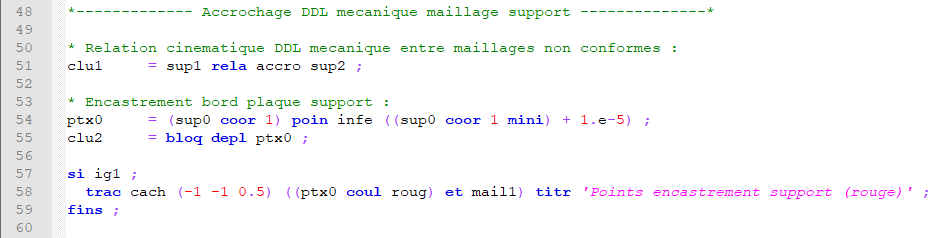 48 *------------- Accrochage DDL mecanique maillage support --------------*
49
50 * Relation cinematique DDL mecanique entre maillages non conformes :
51 clu1     = sup1 rela accro sup2 ;
52
53 * Encastrement bord plaque support :
54 ptx0     = (sup0 coor 1) poin infe ((sup0 coor 1 mini) + 1.e-5) ;
55 clu2     = bloq depl ptx0 ;
56
57 si ig1 ;
58   trac cach (-1 -1 0.5) ((ptx0 coul roug) et mail1) titr 'Points encastrement support (rouge)' ;
59 fins ;
60